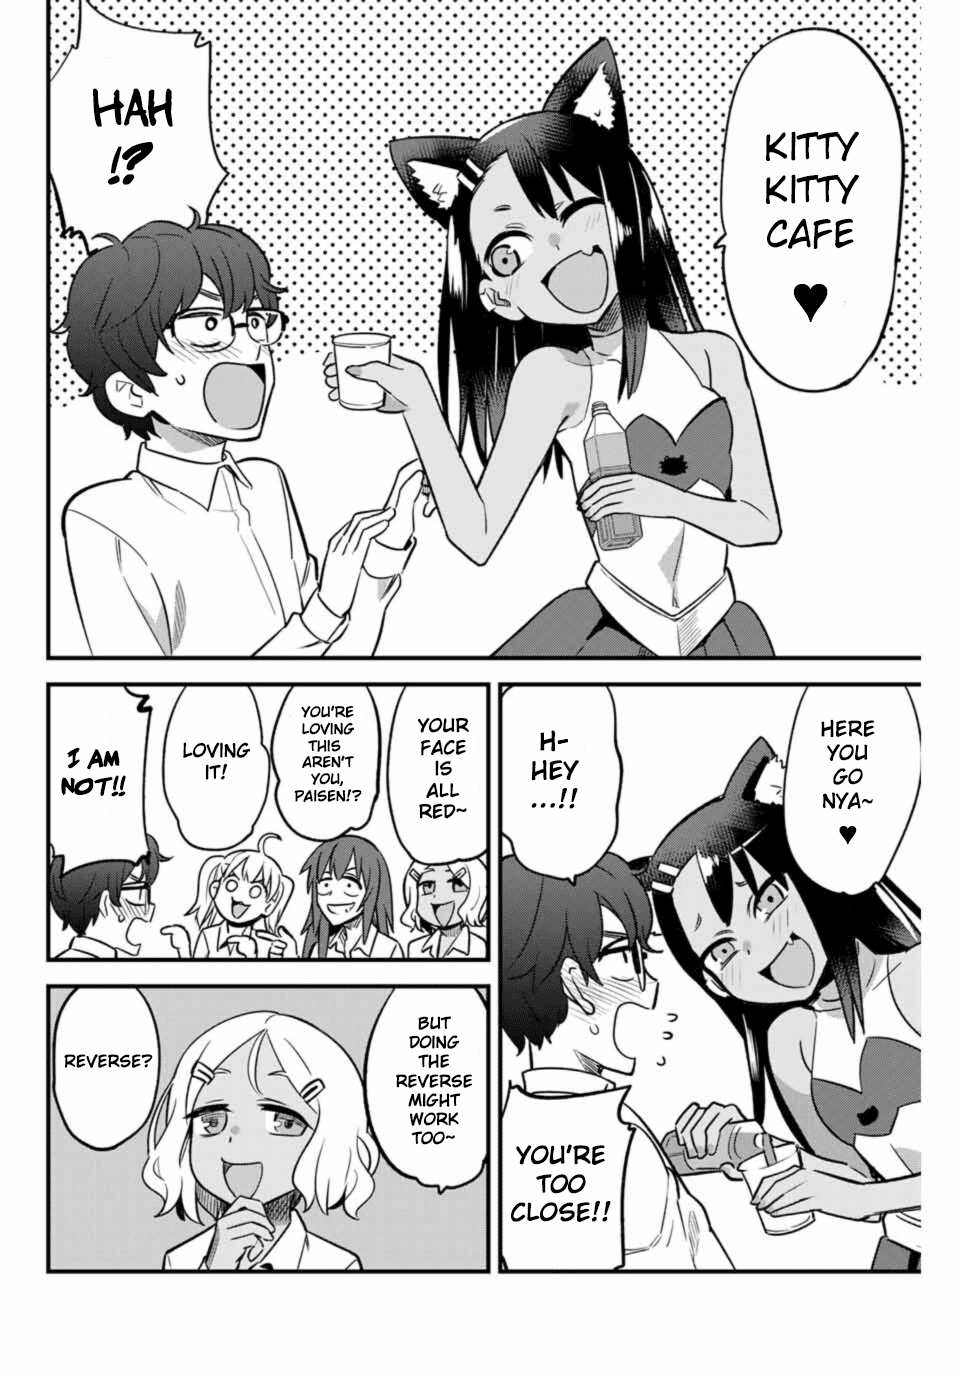 KITTY
KITTY
CAFE
♥
HAH
!?
HERE
YOU
GO
NYA~
♥
H-
HEY
...!!
YOU'RE
TOO
CLOSE!!
YOUR
FACE
IS
ALL
RED~
YOU'RE
LOVING
THIS
AREN'T
YOU,
PAISEN!?
LOVING
IT!
I AM
NOT!!
BUT
DOING
THE
REVERSE
MIGHT
WORK
TOO~
REVERSE?